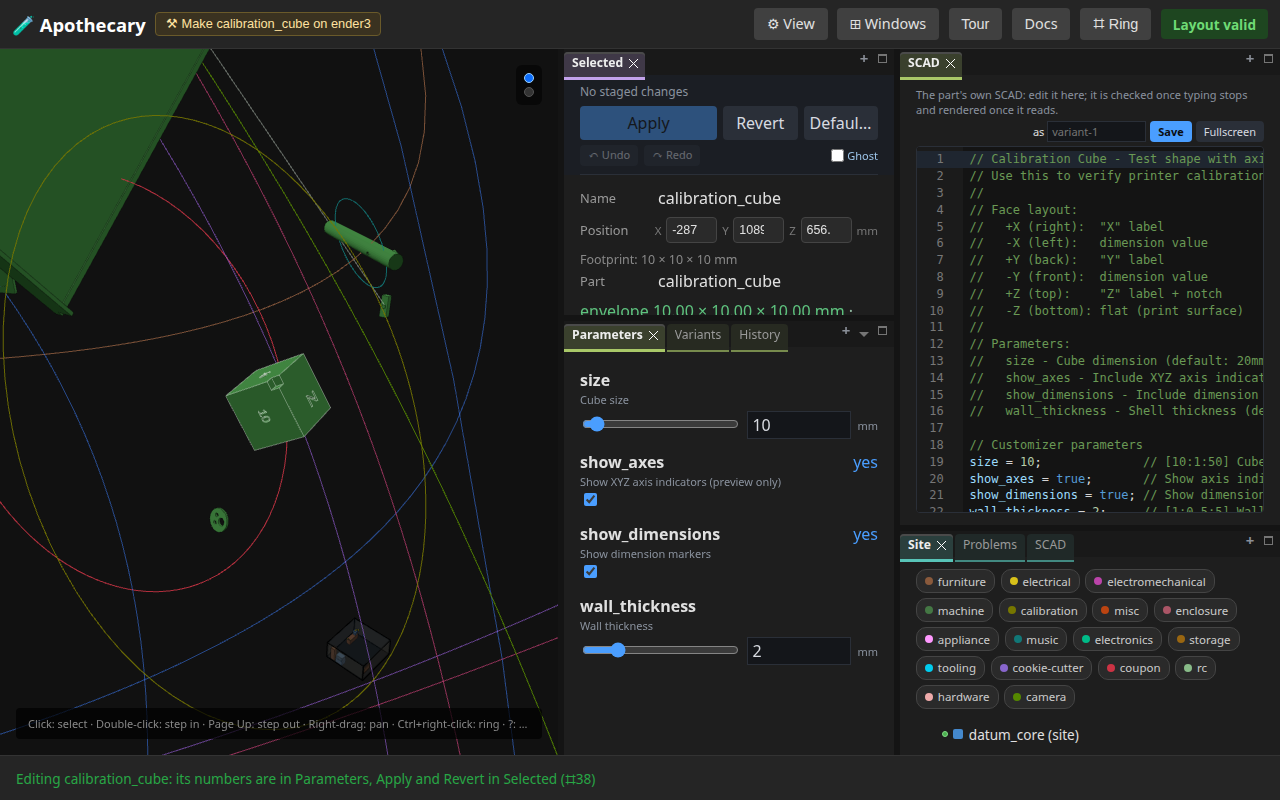 Apothecary
⚒ Make calibration_cube on ender3
⚙ View
⊞ Windows
Tour
Docs
⌗ Ring
Layout valid
10
Click: select · Double-click: step in · Page Up: step out · Right-drag: pan · Ctrl+right-click: ring · ?: ...
Selected
No staged changes
Apply
Revert
Defaul...
↶ Undo
↷ Redo
Ghost
Name calibration_cube
Position X -287 Y 1089 Z 656. mm
Footprint: 10 × 10 × 10 mm
Part calibration_cube
envelope 10.00 × 10.00 × 10.00 mm ·
Parameters
Variants
History
size
Cube size
10 mm
show_axes yes
Show XYZ axis indicators (preview only)
show_dimensions yes
Show dimension markers
wall_thickness
Wall thickness
2 mm
SCAD
The part's own SCAD: edit it here; it is checked once typing stops
and rendered once it reads.
as variant-1 Save Fullscreen
1 // Calibration Cube - Test shape with axi
2 // Use this to verify printer calibration
3 //
4 // Face layout:
5 //   +X (right):  "X" label
6 //   -X (left):   dimension value
7 //   +Y (back):   "Y" label
8 //   -Y (front):  dimension value
9 //   +Z (top):    "Z" label + notch
10 //   -Z (bottom): flat (print surface)
11 //
12 // Parameters:
13 //   size - Cube dimension (default: 20mm
14 //   show_axes - Include XYZ axis indicat
15 //   show_dimensions - Include dimension
16 //   wall_thickness - Shell thickness (de
17
18 // Customizer parameters
19 size = 10;            // [10:1:50] Cube
20 show_axes = true;     // Show axis indi
21 show_dimensions = true; // Show dimension
22 wall_thickness = 2;   // [1:0.5:5] Wall
Site
Problems
SCAD
furniture
electrical
electromechanical
machine
calibration
misc
enclosure
appliance
music
electronics
storage
tooling
cookie-cutter
coupon
rc
hardware
camera
datum_core (site)
Editing calibration_cube: its numbers are in Parameters, Apply and Revert in Selected (⌗38)